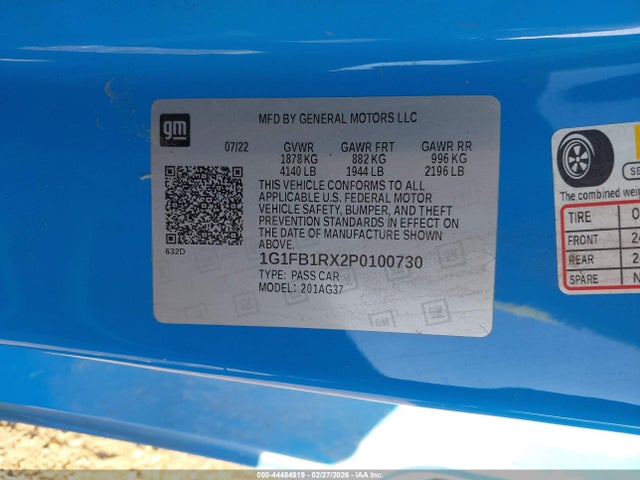 gm
MFD BY GENERAL MOTORS LLC
07/22 GVWR GAWR FRT GAWR RR
1878 KG 882 KG 996 KG
4140 LB 1944 LB 2196 LB
THIS VEHICLE CONFORMS TO ALL
APPLICABLE U.S. FEDERAL MOTOR
VEHICLE SAFETY, BUMPER, AND THEFT
PREVENTION STANDARDS IN EFFECT ON
THE DATE OF MANUFACTURE SHOWN
ABOVE.
632D
1G1FB1RX2P0100730
TYPE: PASS CAR
MODEL: 201AG37
The combined weig
TIRE
FRONT
REAR
SPARE
000-44484919 - 02/27/2026 - IAA Inc.